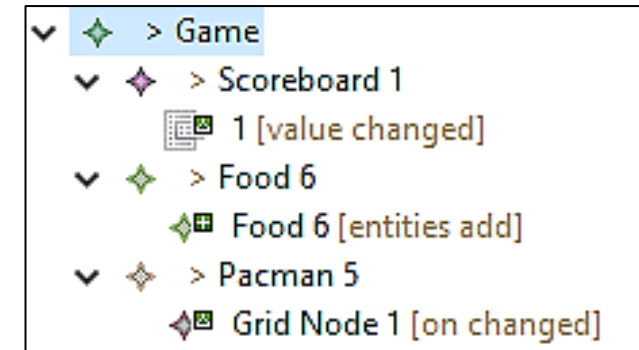 > Game
> Scoreboard 1
1 [value changed]
> Food 6
Food 6 [entities add]
> Pacman 5
Grid Node 1 [on changed]